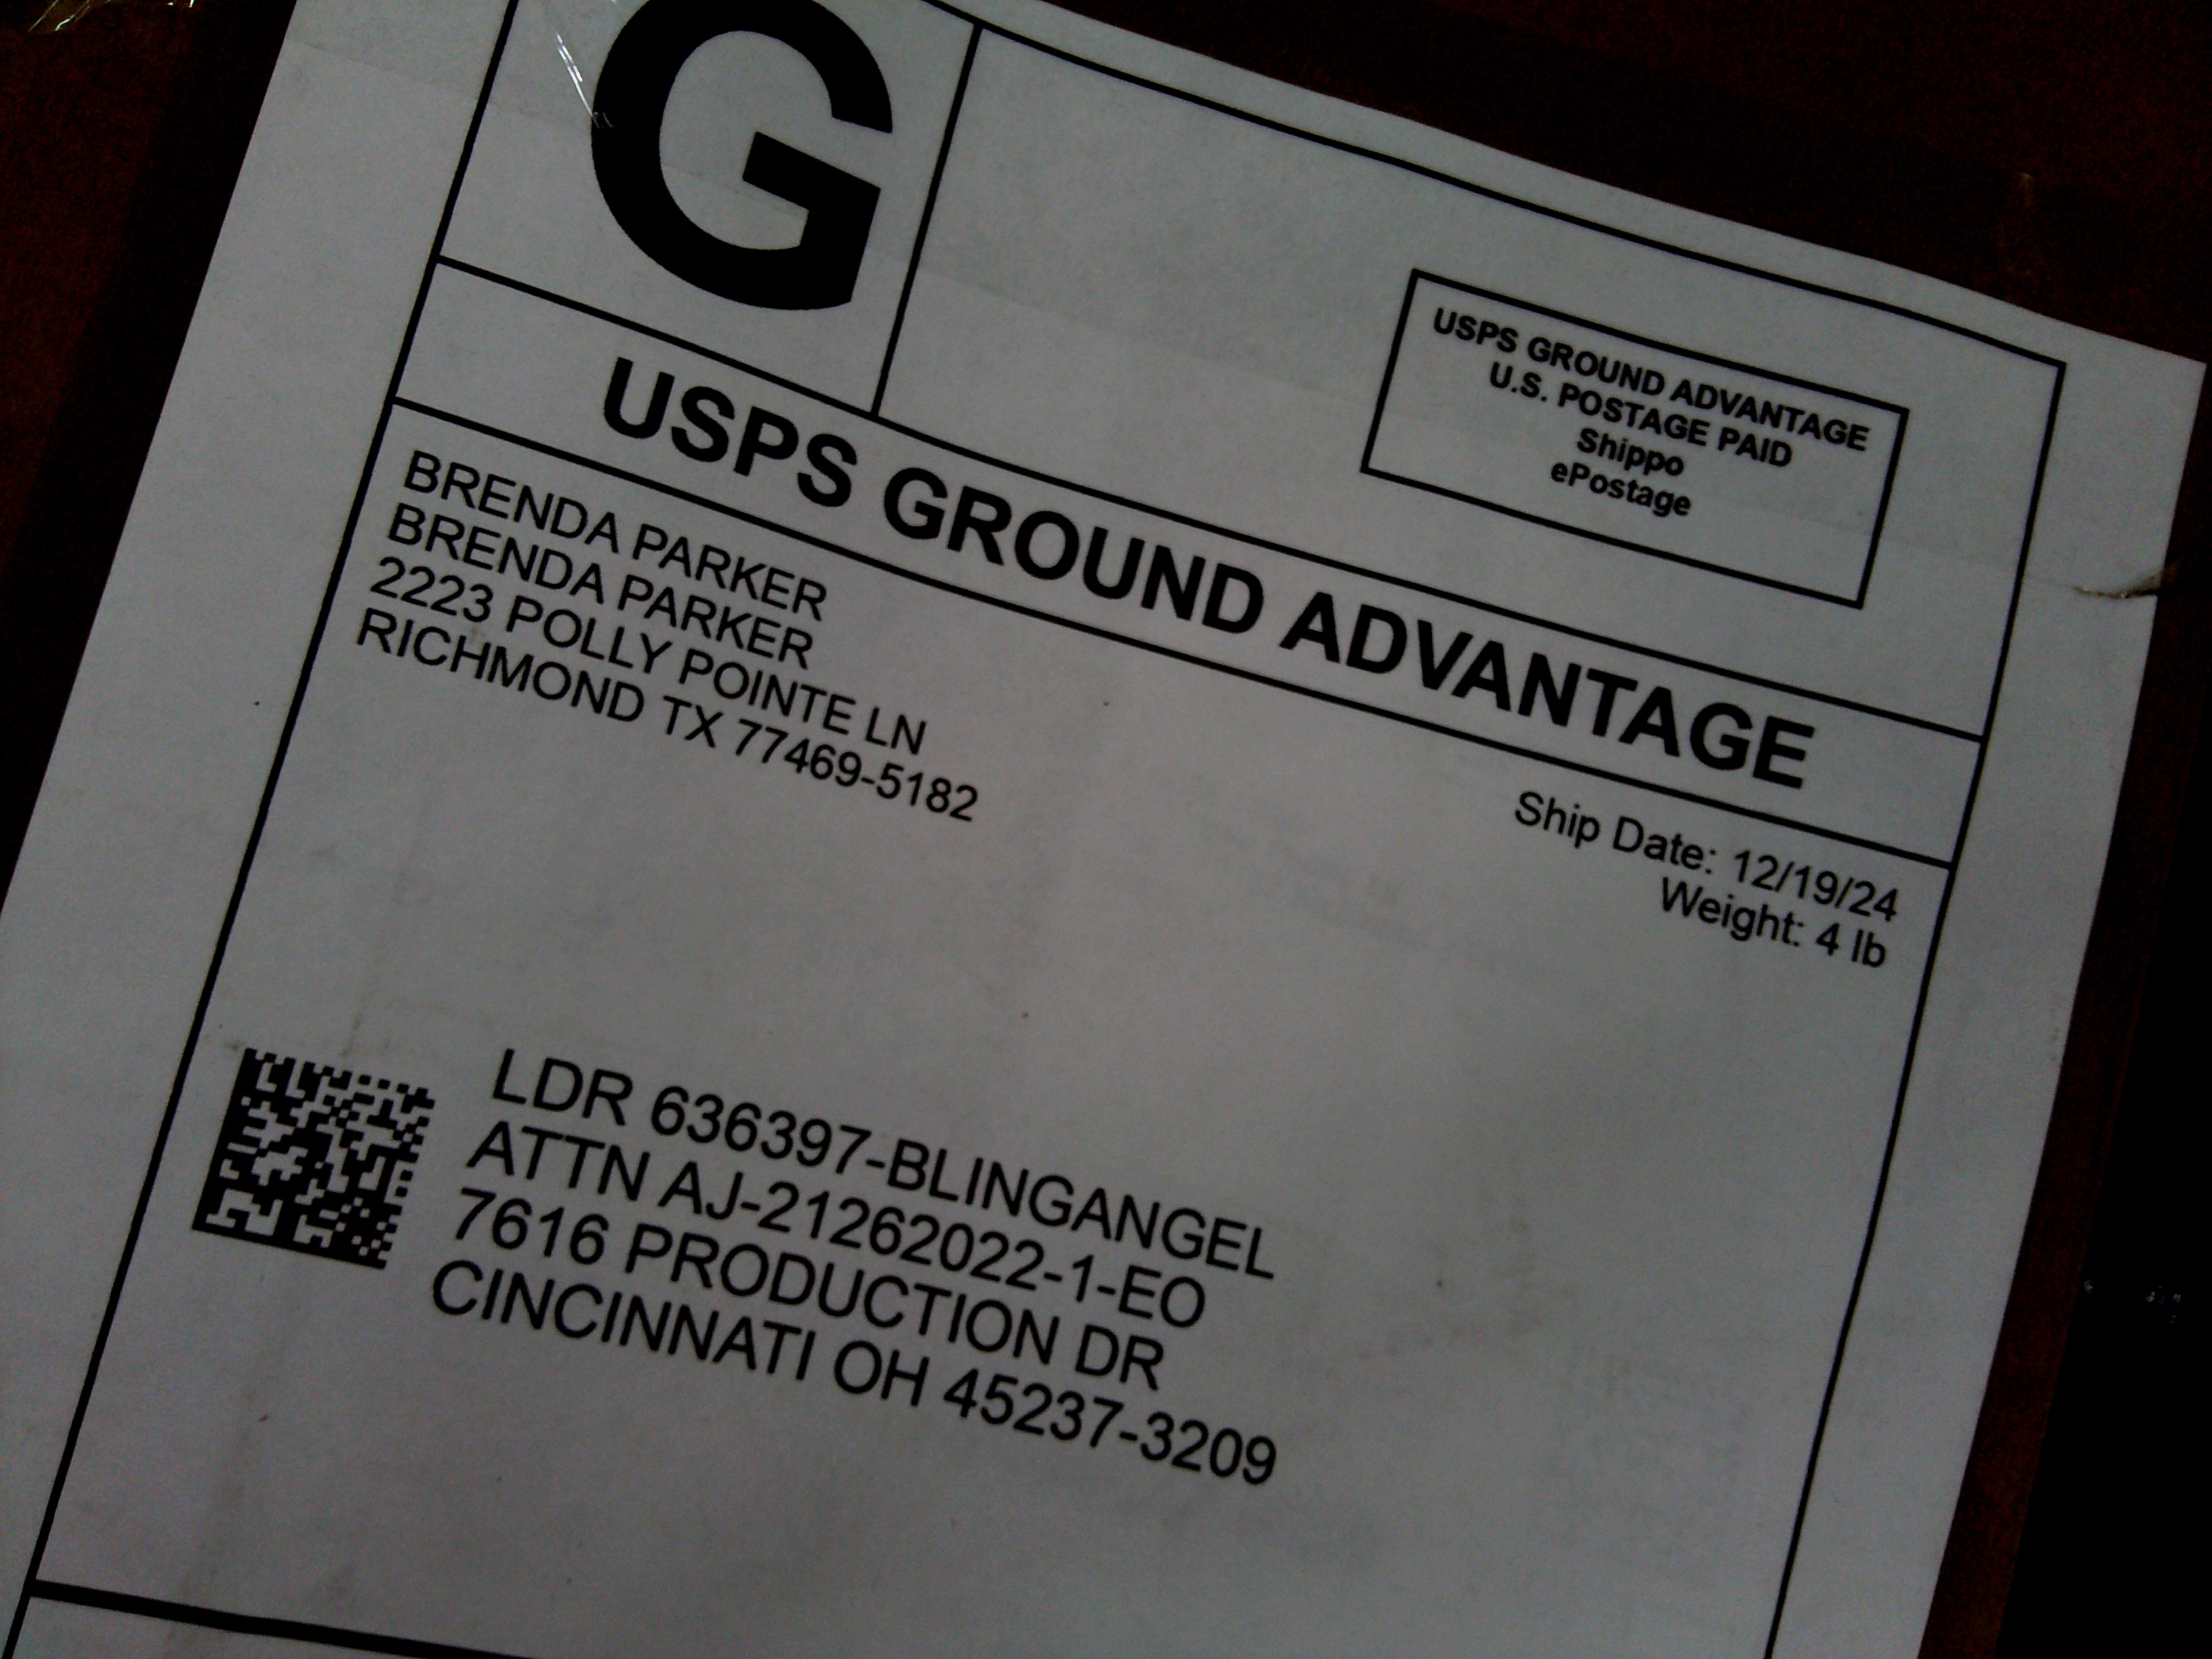 G
USPS GROUND ADVANTAGE
U.S. POSTAGE PAID
Shippo
ePostage
USPS GROUND ADVANTAGE
BRENDA PARKER
BRENDA PARKER
2223 POLLY POINTE LN
RICHMOND TX 77469-5182
Ship Date: 12/19/24
Weight: 4 lb
LDR 636397-BLINGANGEL
ATTN AJ-21262022-1-EO
7616 PRODUCTION DR
CINCINNATI OH 45237-3209